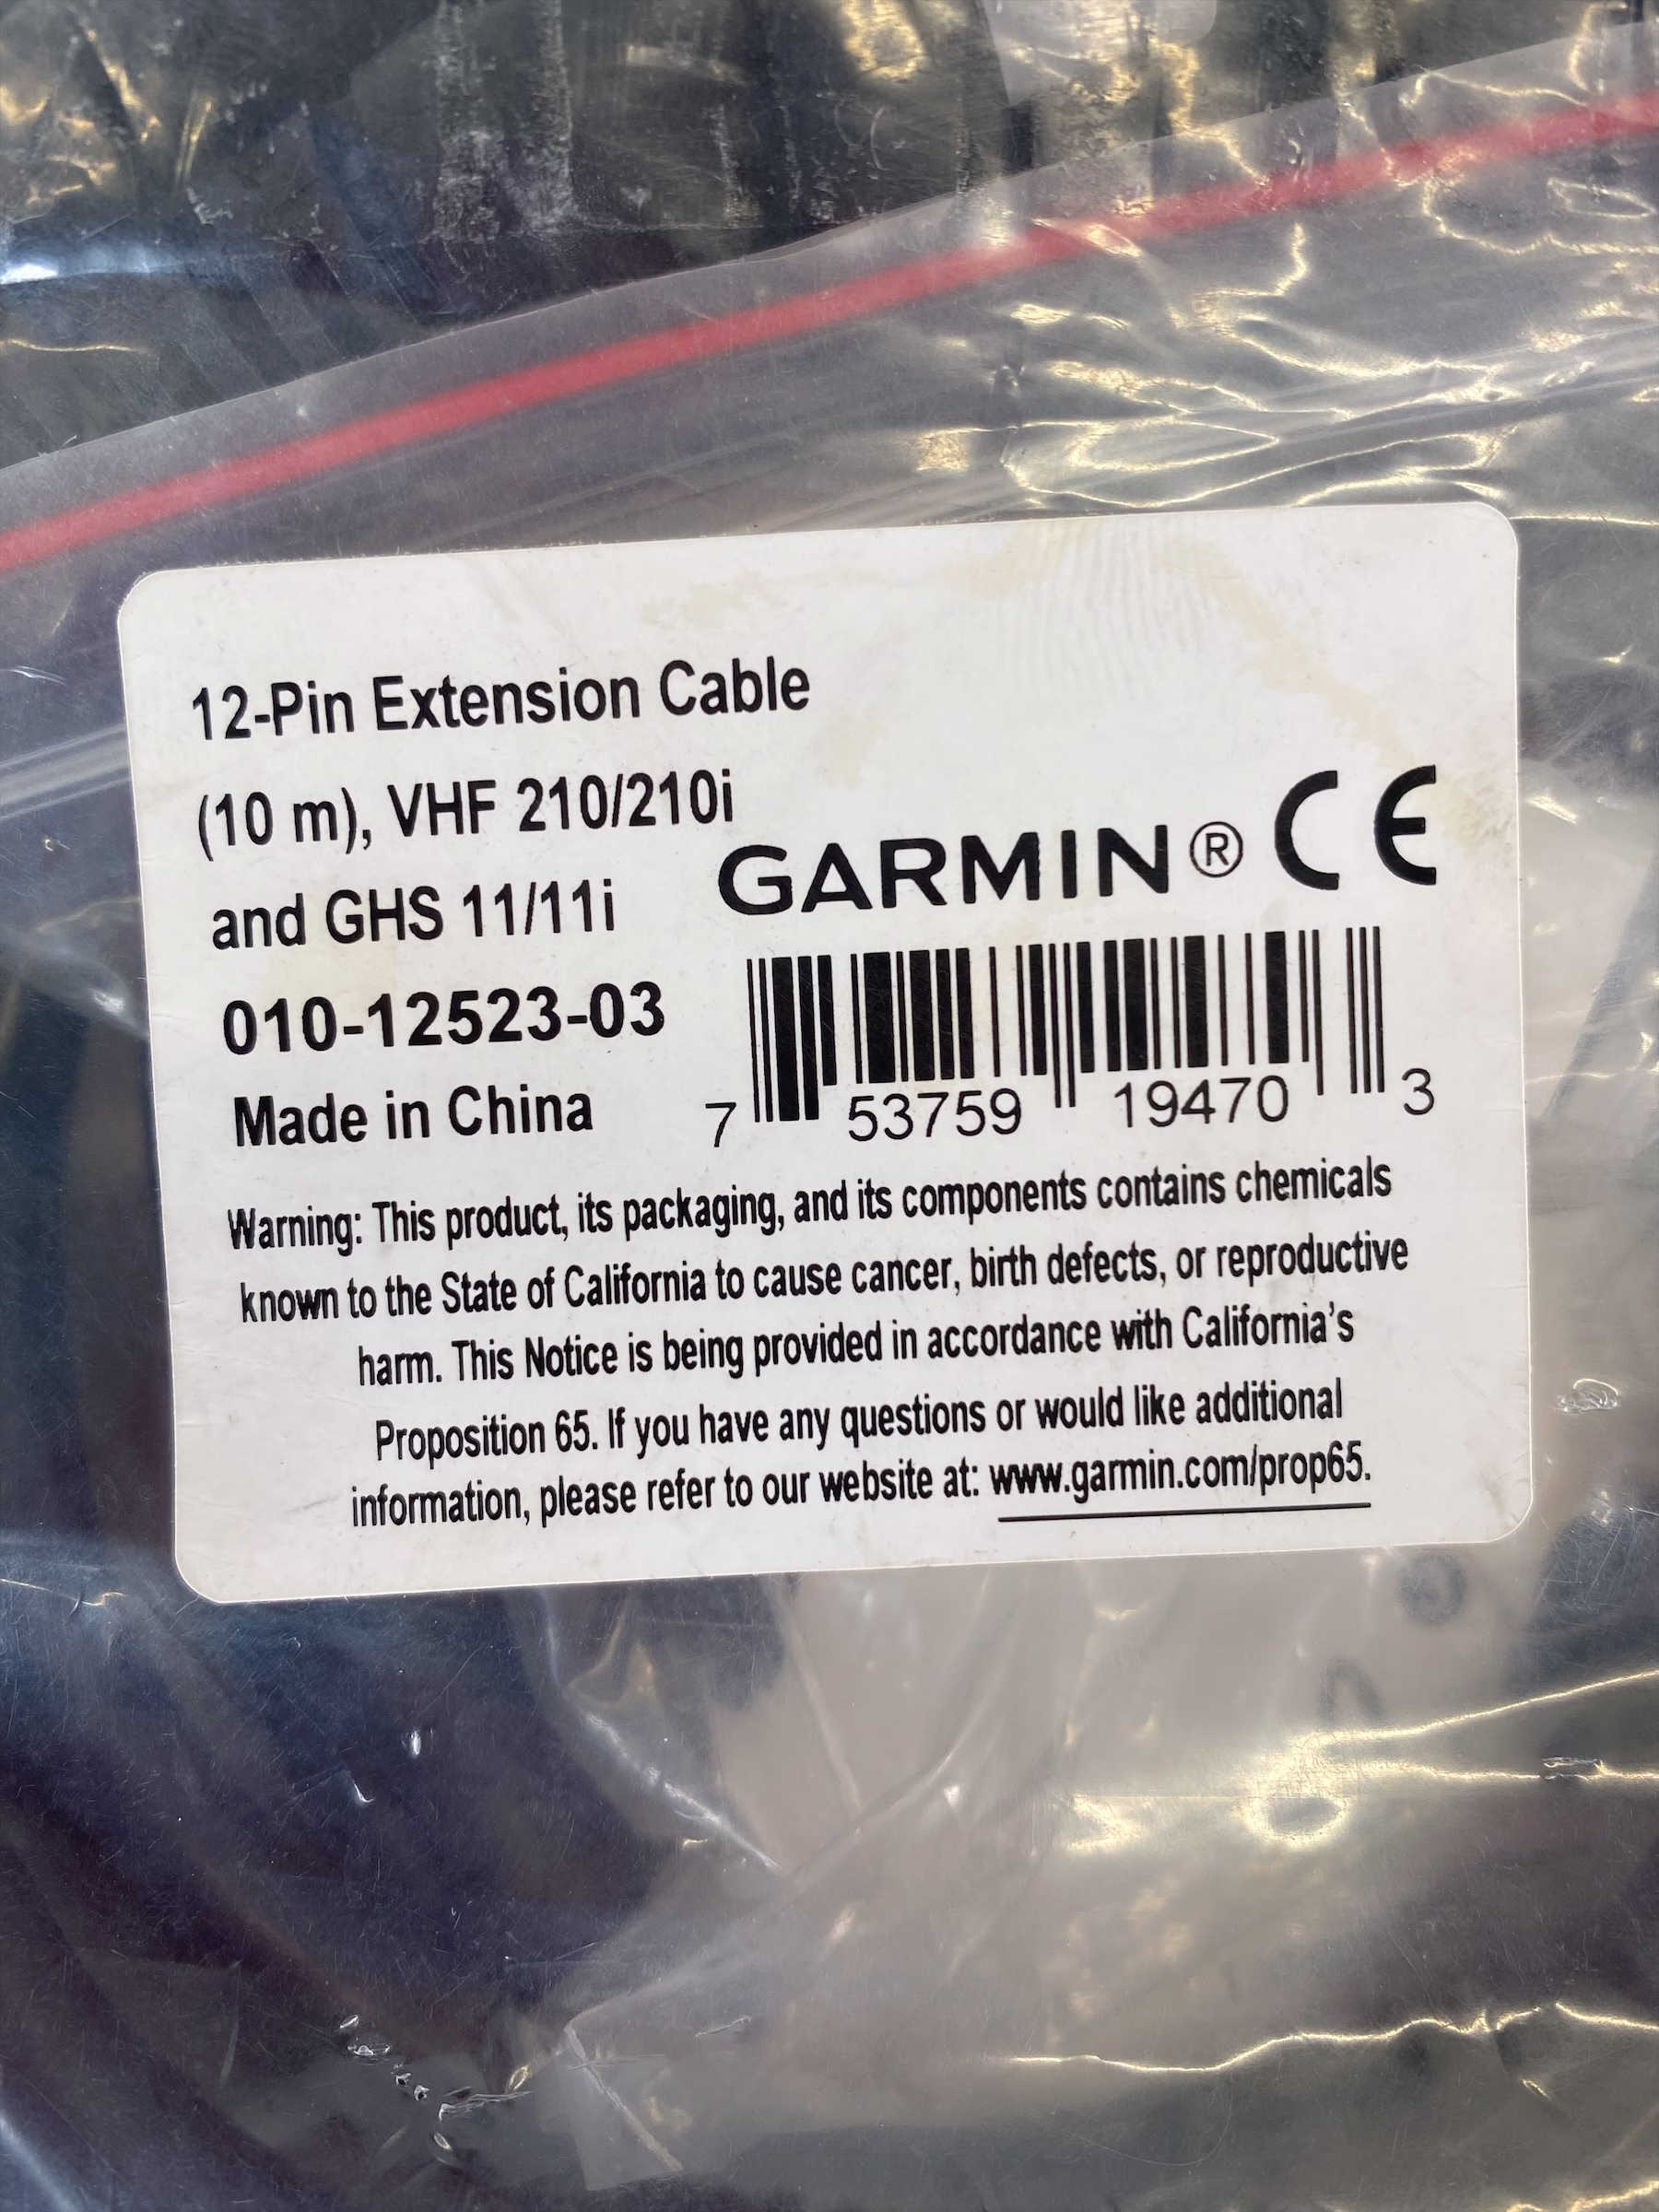 12-Pin Extension Cable
(10 m), VHF 210/210i
and GHS 11/11i
GARMIN® CE
010-12523-03
Made in China
7 53759 19470 3
Warning: This product, its packaging, and its components contains chemicals
known to the State of California to cause cancer, birth defects, or reproductive
harm. This Notice is being provided in accordance with California's
Proposition 65. If you have any questions or would like additional
information, please refer to our website at: www.garmin.com/prop65.